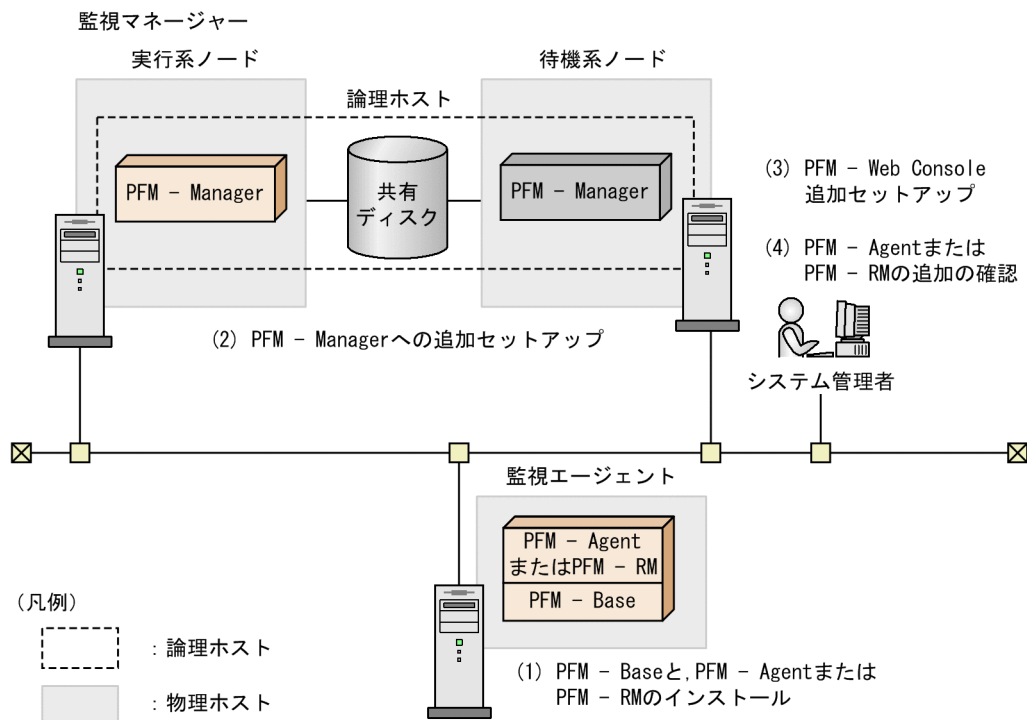 監視マネージャー
実行系ノード
待機系ノード
論理ホスト
PFM - Manager
共有
ディスク
PFM - Manager
(3) PFM - Web Console
追加セットアップ
(4) PFM - Agentまたは
PFM - RMの追加の確認
(2) PFM - Managerへの追加セットアップ
システム管理者
監視エージェント
PFM - Agent
またはPFM - RM
PFM - Base
(1) PFM - Baseと,PFM - Agentまたは
PFM - RMのインストール
(凡例)
: 論理ホスト
: 物理ホスト